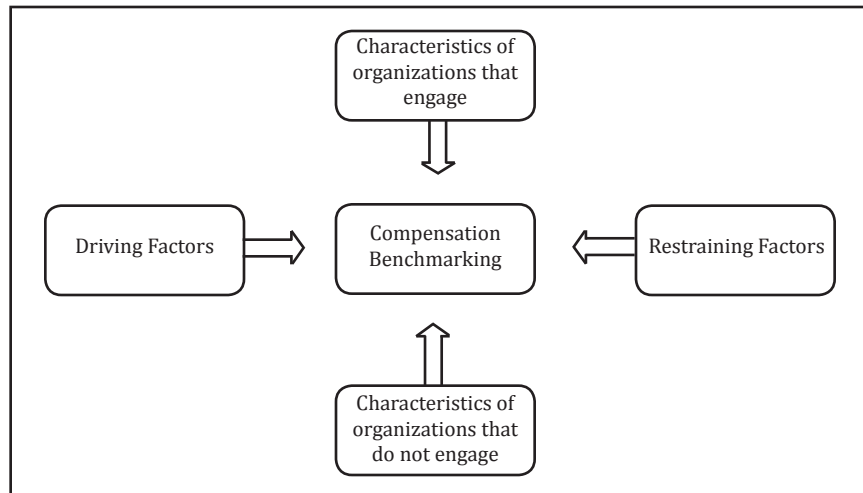 Characteristics of
organizations that
engage
Driving Factors
Compensation
Benchmarking
Restraining Factors
Characteristics of
organizations that
do not engage